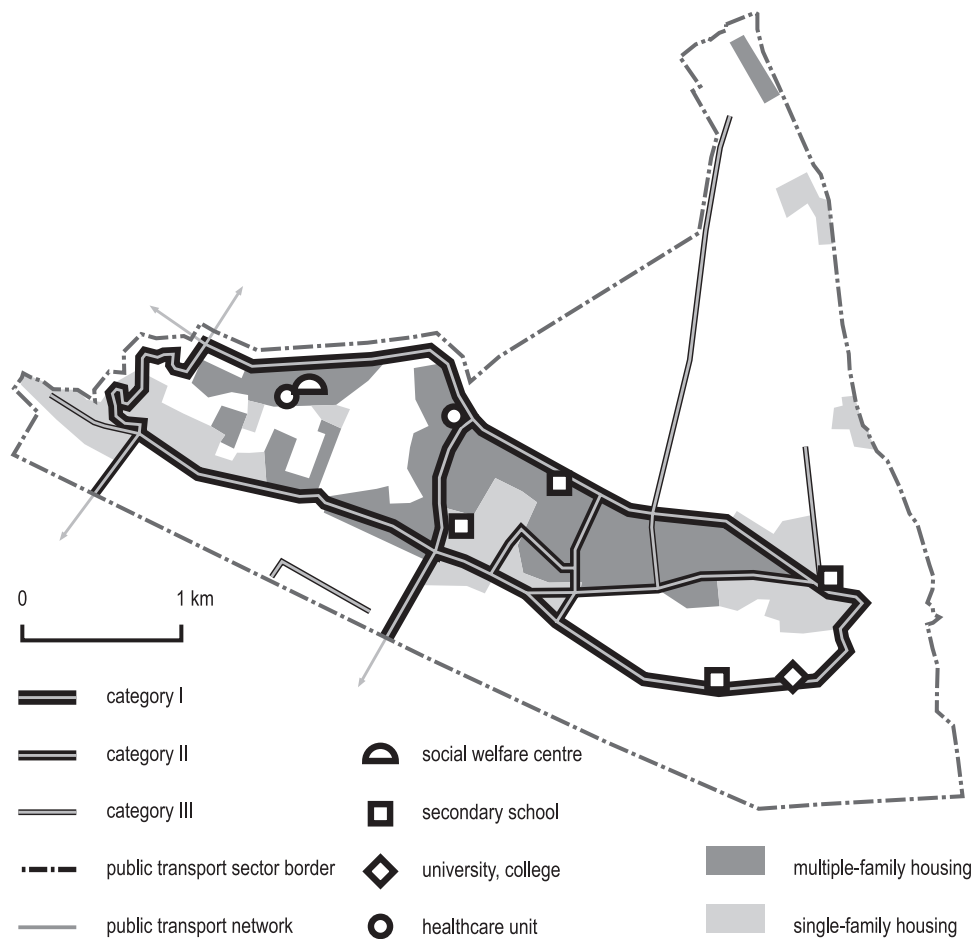 0 1 km
category I
category II
category III
public transport sector border
public transport network
social welfare centre
secondary school
university, college
healthcare unit
multiple-family housing
single-family housing